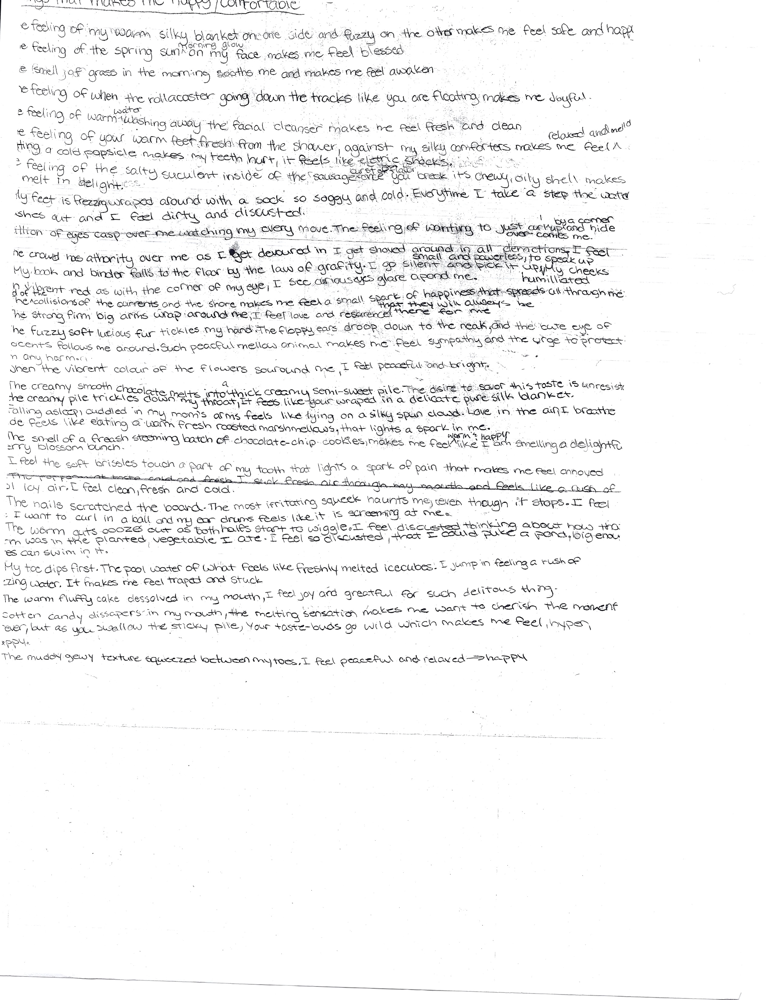 ngs that makes me happy/comfortable
e feeling of my warm silky blanket on one side and fuzzy on the other makes me feel safe and happ
e feeling of the spring sun ^ morning glow on my face makes me feel blessed
e smell of grass in the morning sooths me and makes me feel awaken
e feeling of when the rollacoster going down the tracks like you are floating makes me Joyful.
e feeling of warm water washing away the facial cleanser makes me feel fresh and clean
e feeling of your warm feet fresh from the shower, against my silky comforters makes me feel ^ relaxed and
ting a cold popsicle makes my teeth hurt, it feels like eletric shocks.
feeling of the salty suculent inside of the sausage once you break its chewy, oily shell makes
melt in delight
My feet is frezzing wraped around with a sock so soggy and cold. Everytime I take a step the wate
shes out and I feel dirty and discusted.
illion of eyes casp over me watching my every move. The feeling of wanting to just curl up and hide by a corner
over comes me.
he crowd has athority over me as I get devoured in I get shoved around in all deractions, I feel
small and powerless, to speak up
My book and binder falls to the floor by the law of grafity. I go silent and pick it up, My cheeks
n vibrent red as with the corner of my eye, I see curious eyes glare apond me. humilliated
d of the
he ^ collisions of the currents and the shore makes me feel a small spark of happiness that spreads all through me
he strong firm big arms wrap around me, I feel love and that they will always be there for me
he fuzzy soft lucious fur tickles my hand. The floppy ears droop down to the neak, and the cute eye of
ocents follows me around. Such peacful mellow animal makes me feel sympathy and the urge to protect
n any harm.
when the vibrent colour of the flowers souround me, I feel peaceful and bright.
The creamy smooth chocolate melts into a thick creamy semi-sweet pile. The disire to savor this taste is unresist
he creamy pile trickles down my throat, It feels like your wraped in a delicate pure silk blanket.
Falling asleep, cuddled in my mom's arms feels like lying on a silky spun cloud. Love in the air, I breathe
de feels like eating a warm fresh roosted marshmellows, that lights a spark in me.
The smell of a freash steeming batch of chocolate-chip cookies, makes me feel ^ warm & happy like I am smelling a delightfu
erry blossom bunch.
I feel the soft brissles touch a part of my tooth that lights a spark of pain that makes me feel annoyed
The taste cold and fresh I suck fresh air through my mouth and feels like a rush of
ol icy air. I feel clean, fresh and cold.
The nails scratched the board. The most irritating squeek haunts me, even though it stops. I feel
I want to curl in a ball and my ear drums feels like it is screeming at me.
The worm guts ooozes out as both halfs start to wiggle. I feel discusted thinking about how tha
rm was in the planted vegetable I ate. I feel so discusted, that I could puke a pond, big enou
es can swim in it.
My toe dips first. The pool water of what feels like freshly melted icecubes. I jump in feeling a rush of
zing water. It makes me feel traped and stuck
The warm fluffy cake dessolved in my mouth, I feel joy and greatful for such delitous thing.
cotten candy dissapers in my mouth, the melting sensation makes me want to cherish the moment
ever, but as you swallow the sticky pile, Your taste-buds go wild which makes me feel, hyper,
appy.
The muddy gewy texture squeezed between my toes. I feel peaceful and relaxed → happy